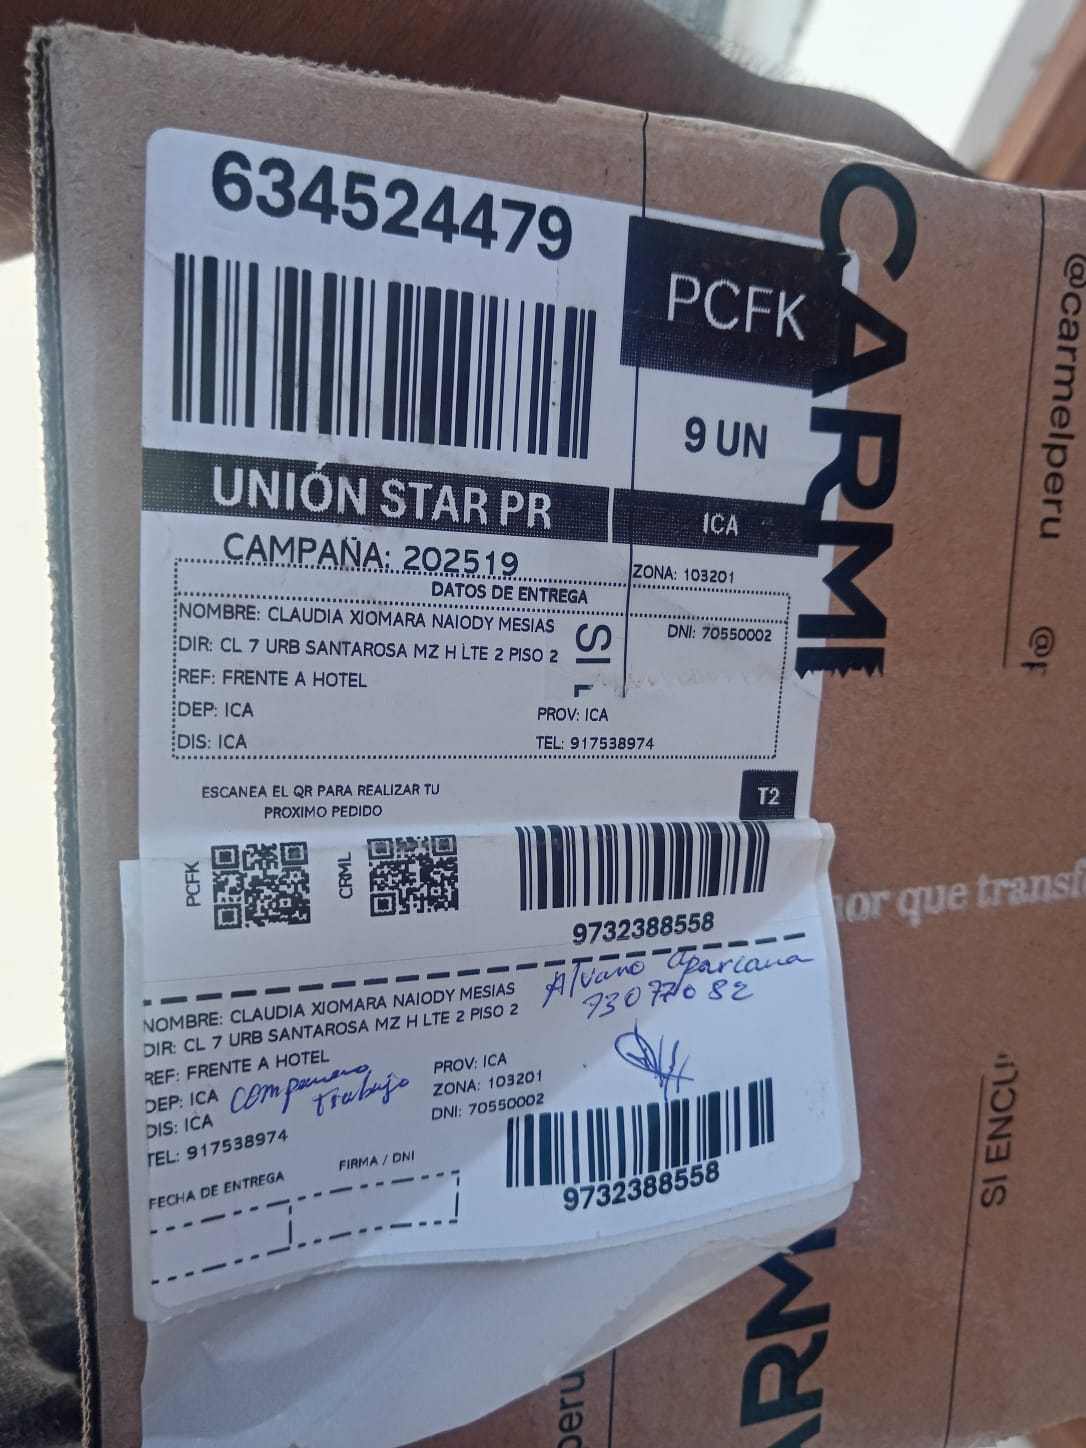 634524479
PCFK
9 UN
UNIÓN STAR PR
ICA
CAMPAÑA: 202519
ZONA: 103201
DATOS DE ENTREGA
NOMBRE: CLAUDIA XIOMARA NAIODY MESIAS
DNI: 70550002
DIR: CL 7 URB SANTAROSA MZ H LTE 2 PISO 2
REF: FRENTE A HOTEL
DEP: ICA
PROV: ICA
DIS: ICA
TEL: 917538974
SI
ESCANEA EL QR PARA REALIZAR TU
PROXIMO PEDIDO
T2
PCFK
CRML
9732388558
NOMBRE: CLAUDIA XIOMARA NAIODY MESIAS
DIR: CL 7 URB SANTAROSA MZ H LTE 2 PISO 2
REF: FRENTE A HOTEL
DEP: ICA
DIS: ICA
TEL: 917538974
PROV: ICA
ZONA: 103201
DNI: 70550002
Trabajo
73077082
FECHA DE ENTREGA
FIRMA / DNI
9732388558
CARME
@carmelperu
@
or que transf
SI ENCU
ARM
peru